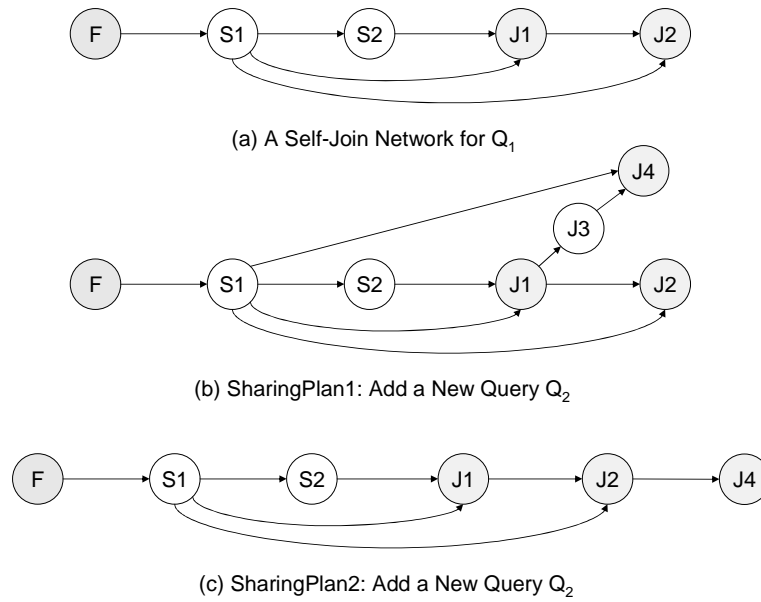 F S1 S2 J1 J2
(a) A Self-Join Network for Q1
J4
J3
F S1 S2 J1 J2
(b) SharingPlan1: Add a New Query Q2
F S1 S2 J1 J2 J4
(c) SharingPlan2: Add a New Query Q2